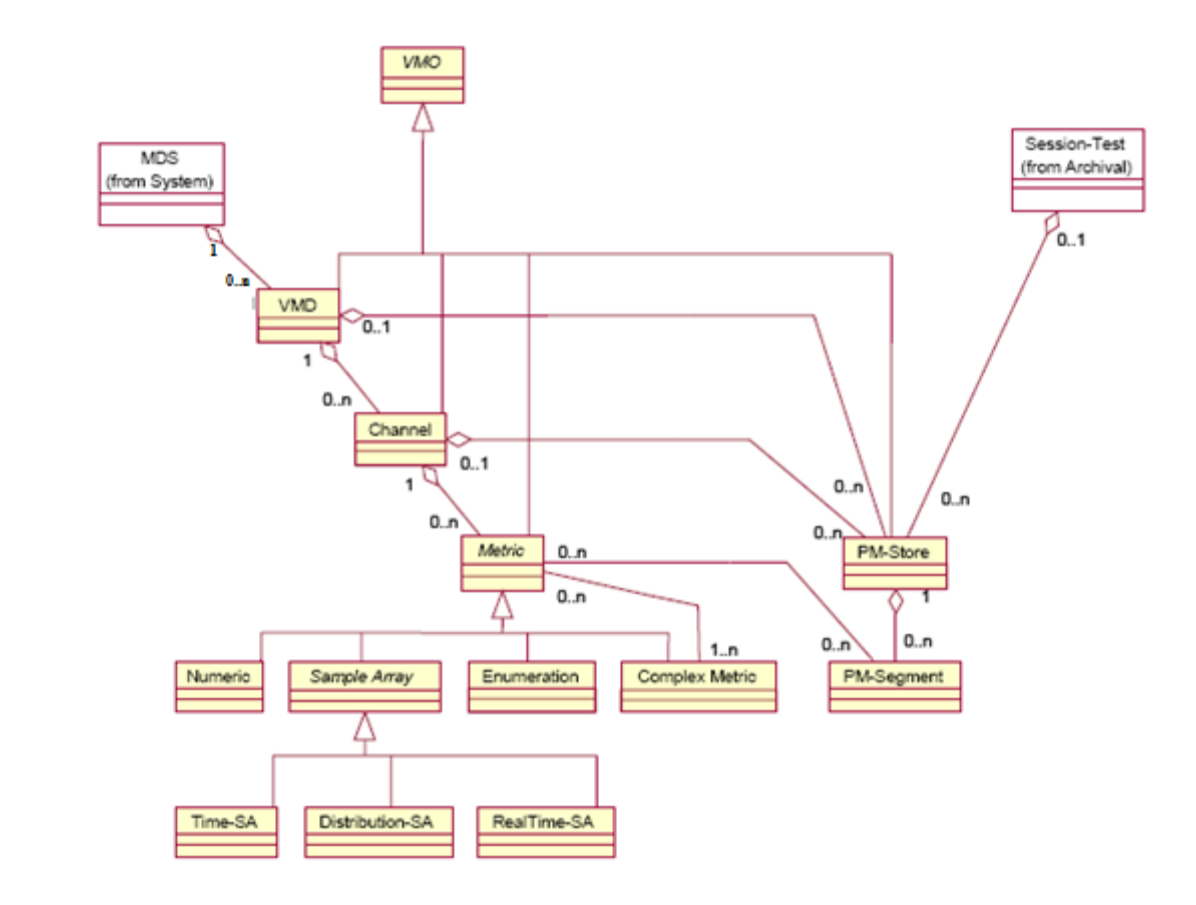 VMO
MDS
(from System)
Session-Test
(from Archival)
1
0..1
0..n
VMD
0..1
1
0..n
Channel
0..1
1
0..n
0..n
0..n
0..n
Metric
0..n
PM-Store
0..n
1
1..n
0..n
0..n
Numeric
Sample Array
Enumeration
Complex Metric
PM-Segment
Time-SA
Distribution-SA
RealTime-SA